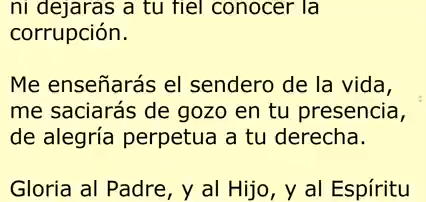 ni dejarás a tu fiel conocer la
corrupción.
Me enseñarás el sendero de la vida,
me saciarás de gozo en tu presencia,
de alegría perpetua a tu derecha.
Gloria al Padre, y al Hijo, y al Espíritu